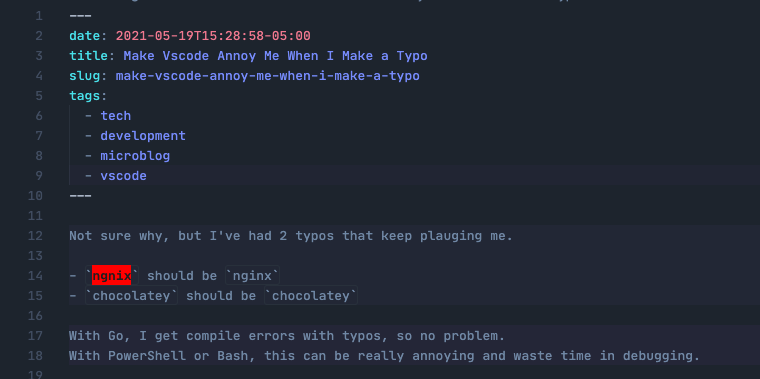 1 ---
2 date: 2021-05-19T15:28:58-05:00
3 title: Make Vscode Annoy Me When I Make a Typo
4 slug: make-vscode-annoy-me-when-i-make-a-typo
5 tags:
6 - tech
7 - development
8 - microblog
9 - vscode
10 ---
11
12 Not sure why, but I've had 2 typos that keep plauging me.
13
14 - `ngnix` should be `nginx`
15 - `chocolatey` should be `chocolatey`
16
17 With Go, I get compile errors with typos, so no problem.
18 With PowerShell or Bash, this can be really annoying and waste time in debugging.
19